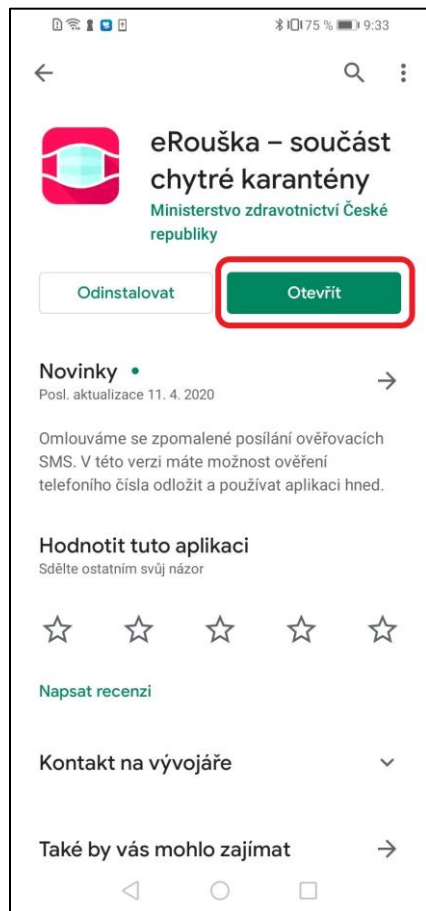 75 % 9:33
eRouška – součást
chytré karantény
Ministerstvo zdravotnictví České
republiky
Odinstalovat
Otevřít
Novinky •
Posl. aktualizace 11. 4. 2020
Omlouváme se zpomalené posílání ověřovacích
SMS. V této verzi máte možnost ověření
telefoního čísla odložit a používat aplikaci hned.
Hodnotit tuto aplikaci
Sdělte ostatním svůj názor
Napsat recenzi
Kontakt na vývojáře
Také by vás mohlo zajímat